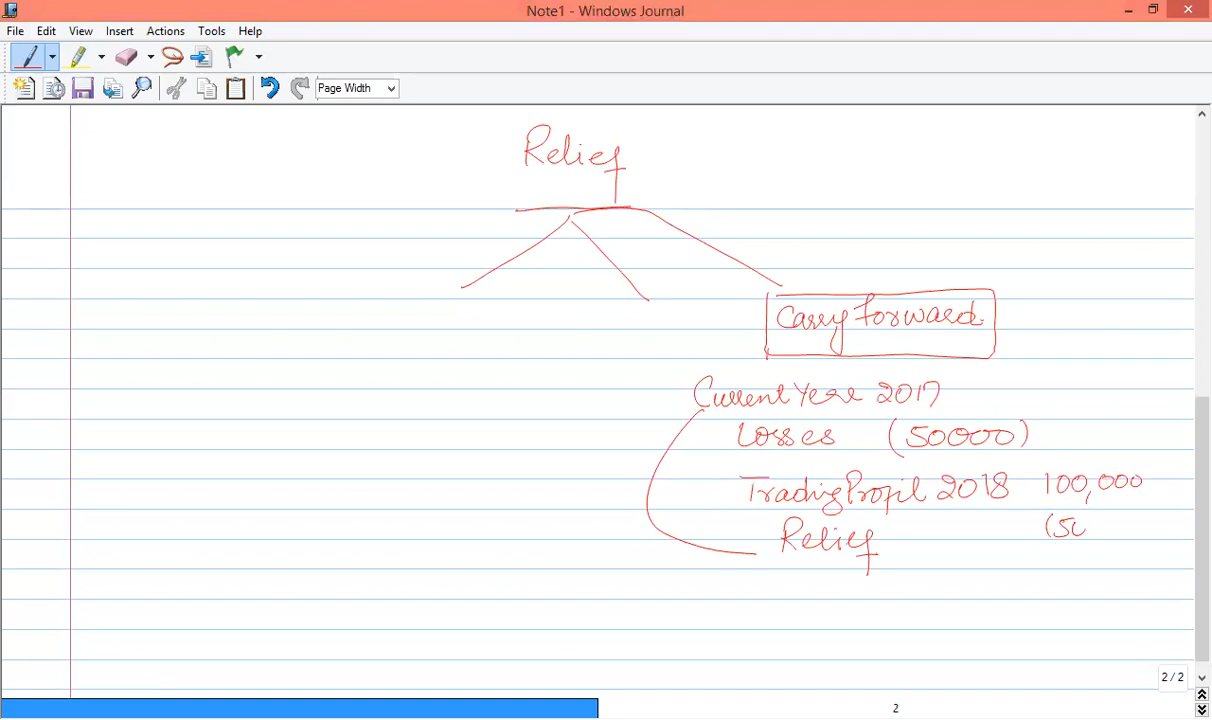 Note1 - Windows Journal
File Edit View Insert Actions Tools Help
Page Width
Relief
Carry forward.
Current Year 2017
Losses (50000)
Trading Profit 2018 100,000
Relief (50
2 / 2
2